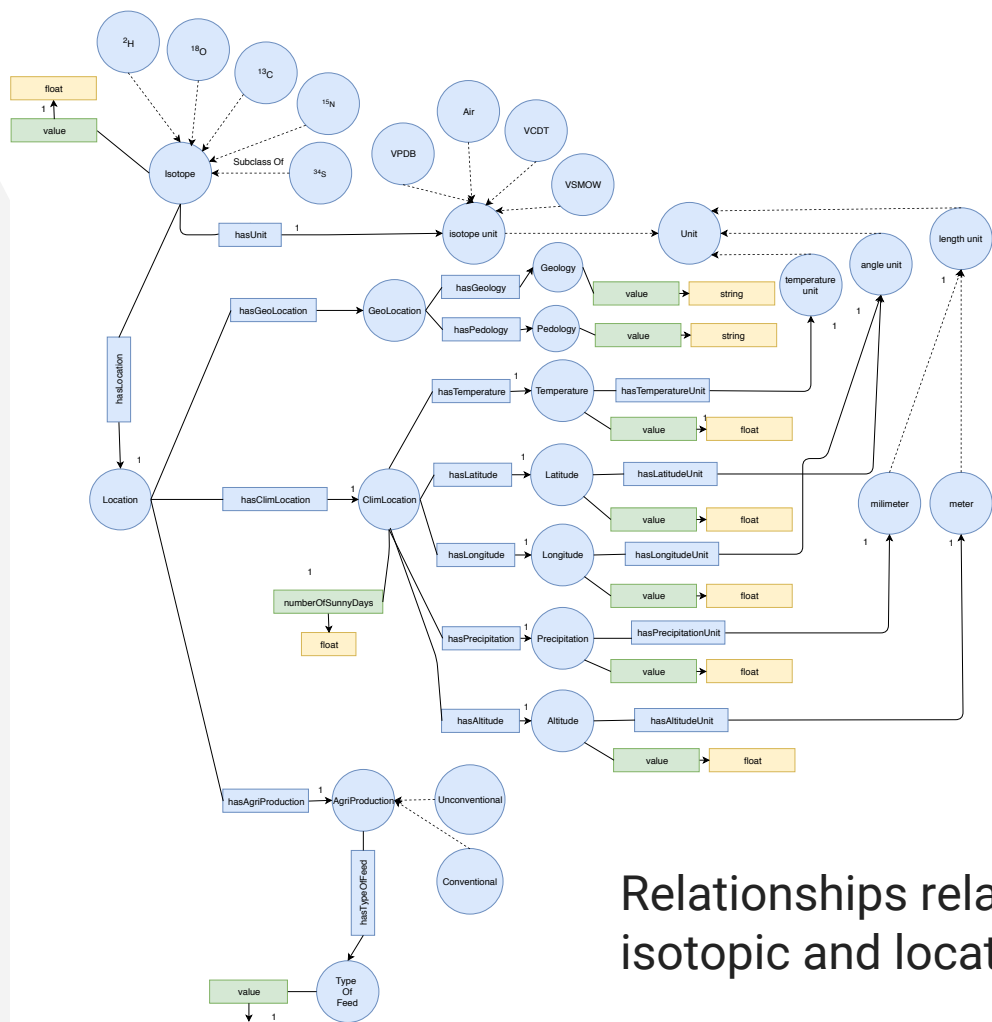 ²H
¹⁸O
¹³C
¹⁵N
³⁴S
float
1
value
Isotope
Subclass Of
VPDB
Air
VCDT
VSMOW
hasUnit
1
isotope unit
Unit
temperature
unit
1
angle unit
1
1
length unit
1
hasLocation
1
Location
hasGeoLocation
GeoLocation
hasGeology
Geology
value
string
hasPedology
Pedology
value
string
hasClimLocation
1
ClimLocation
hasTemperature
1
Temperature
hasTemperatureUnit
value
1
float
hasLatitude
1
Latitude
hasLatitudeUnit
value
float
hasLongitude
1
Longitude
hasLongitudeUnit
value
float
milimeter
1
meter
1
1
numberOfSunnyDays
float
hasPrecipitation
1
Precipitation
hasPrecipitationUnit
value
float
hasAltitude
1
Altitude
hasAltitudeUnit
value
float
hasAgriProduction
1
AgriProduction
Unconventional
Conventional
hasTypeOfFeed
Type
Of
Feed
value
1
Relationships rela
isotopic and locat